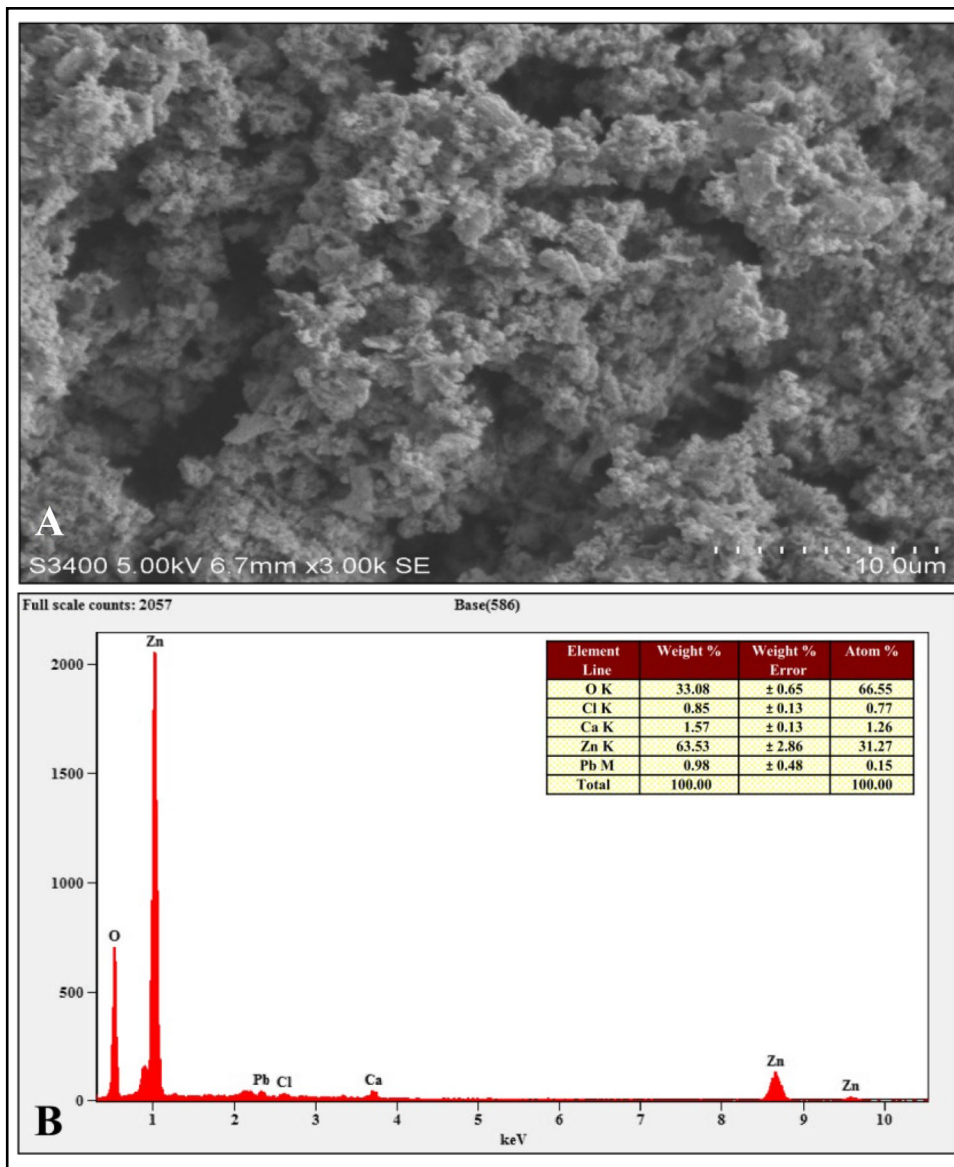 A
S3400 5.00kV 6.7mm x3.00k SE
10.0um
Full scale counts: 2057
Base(586)
Zn
2000
1500
1000
500
0
O
Pb
Cl
Ca
Zn
Zn
Element Line Weight % Weight % Error Atom %
O K 33.08 ± 0.65 66.55
Cl K 0.85 ± 0.13 0.77
Ca K 1.57 ± 0.13 1.26
Zn K 63.53 ± 2.86 31.27
Pb M 0.98 ± 0.48 0.15
Total 100.00 100.00
1 2 3 4 5 6 7 8 9 10
keV
B